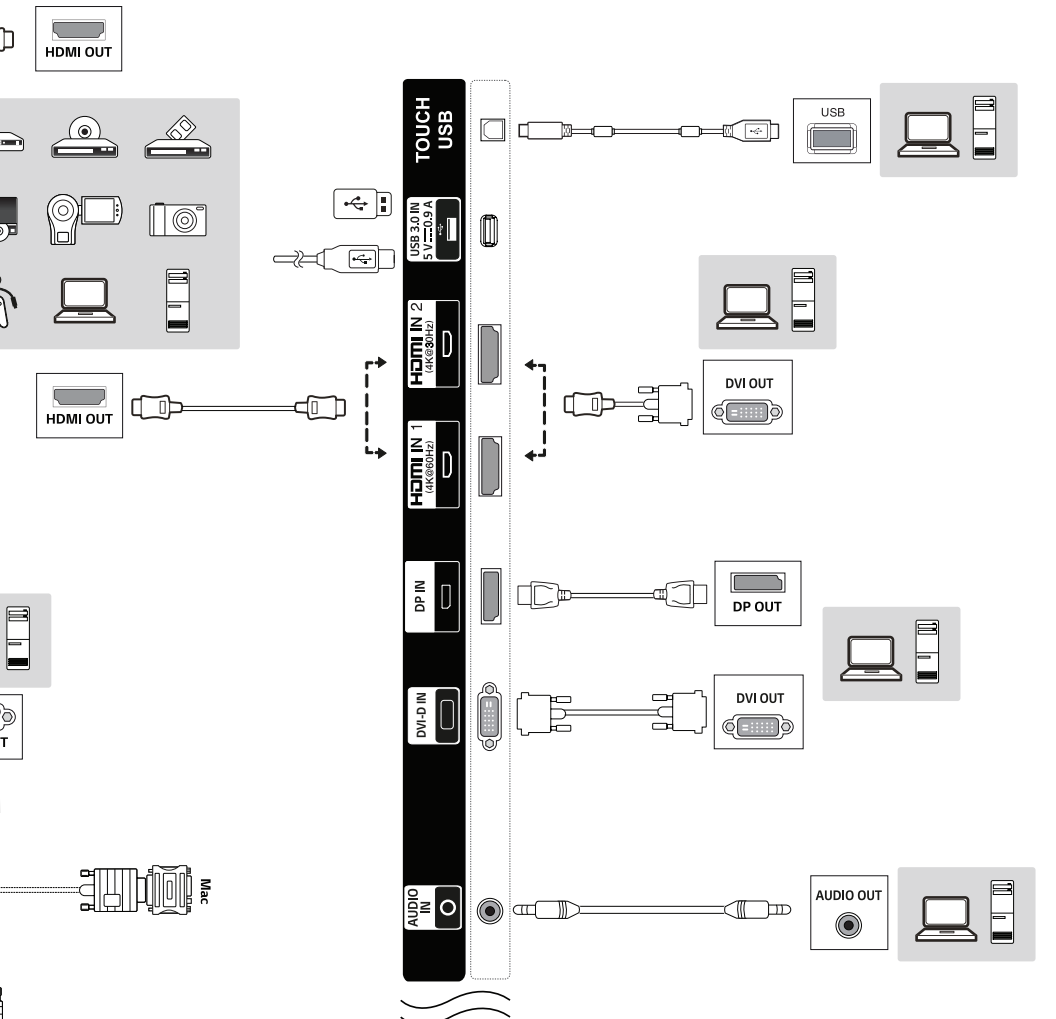 HDMI OUT
TOUCH
USB
USB
USB 3.0 IN
5 V⎓0.9 A
HDMI IN 2
(4K@30Hz)
DVI OUT
HDMI OUT
HDMI IN 1
(4K@60Hz)
DP IN
DP OUT
DVI-D IN
DVI OUT
T
Mac
AUDIO
IN
AUDIO OUT